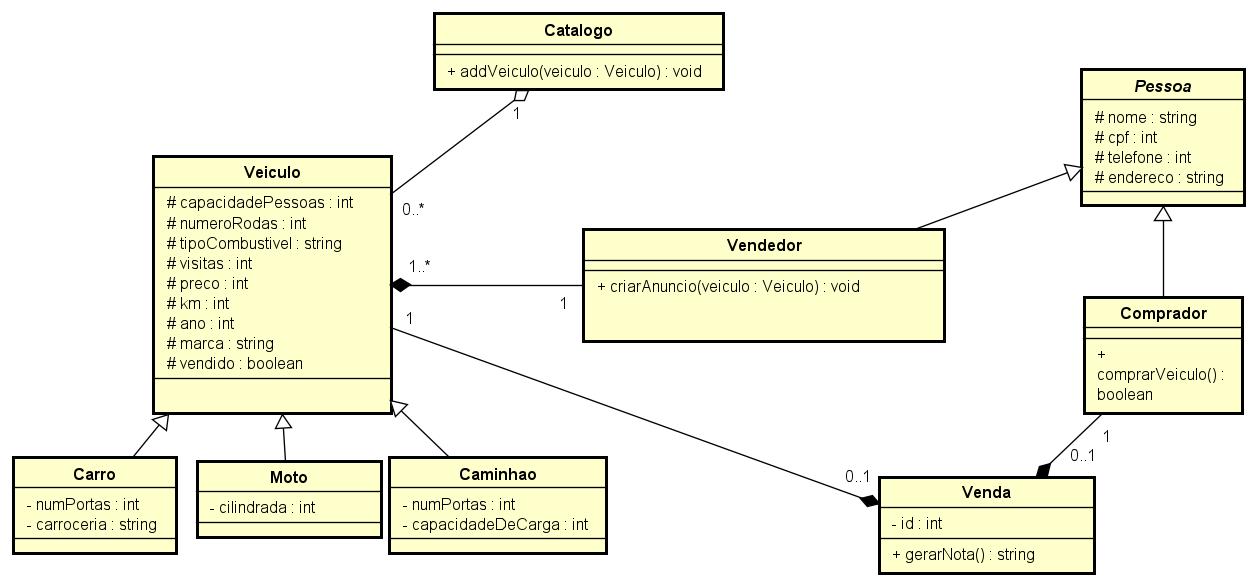 Catalogo
+ addVeiculo(veiculo : Veiculo) : void
1
Pessoa
# nome : string
# cpf : int
# telefone : int
# endereco : string
Veiculo
# capacidadePessoas : int
# numeroRodas : int
# tipoCombustivel : string
# visitas : int
# preco : int
# km : int
# ano : int
# marca : string
# vendido : boolean
0..*
1..*
1
1
Vendedor
+ criarAnuncio(veiculo : Veiculo) : void
Comprador
+
comprarVeiculo() :
boolean
1
0..1
0..1
Carro
- numPortas : int
- carroceria : string
Moto
- cilindrada : int
Caminhao
- numPortas : int
- capacidadeDeCarga : int
Venda
- id : int
+ gerarNota() : string